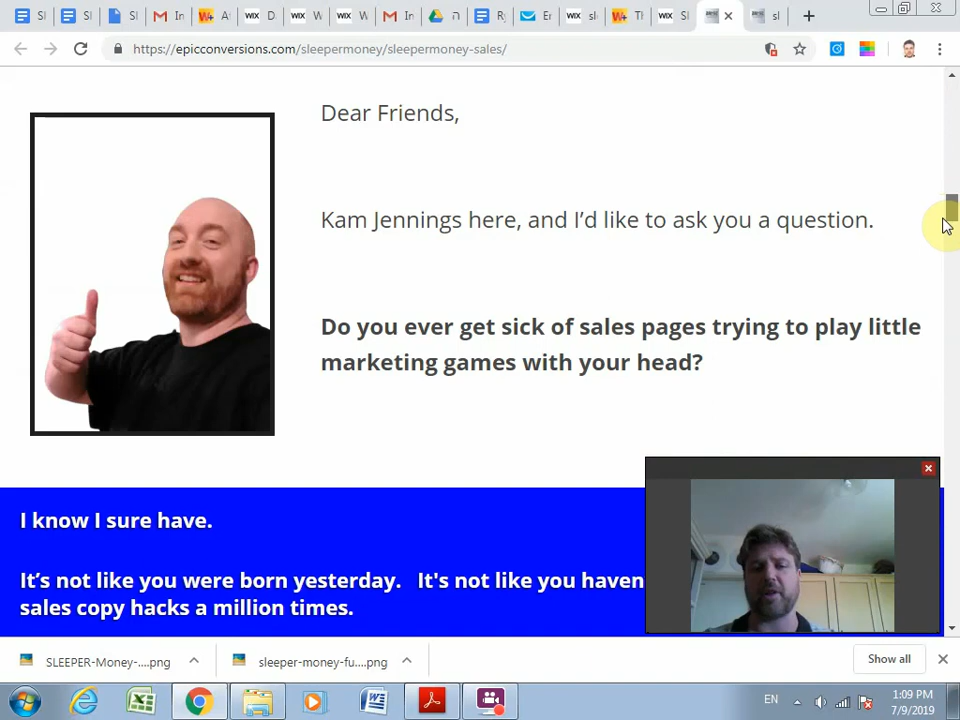 https://epicconversions.com/sleepermoney/sleepermoney-sales/
Dear Friends,
Kam Jennings here, and I'd like to ask you a question.
Do you ever get sick of sales pages trying to play little
marketing games with your head?
I know I sure have.
It's not like you were born yesterday. It's not like you haven
sales copy hacks a million times.
SLEEPER-Money-....png
sleeper-money-fu....png
Show all
EN
1:09 PM
7/9/2019